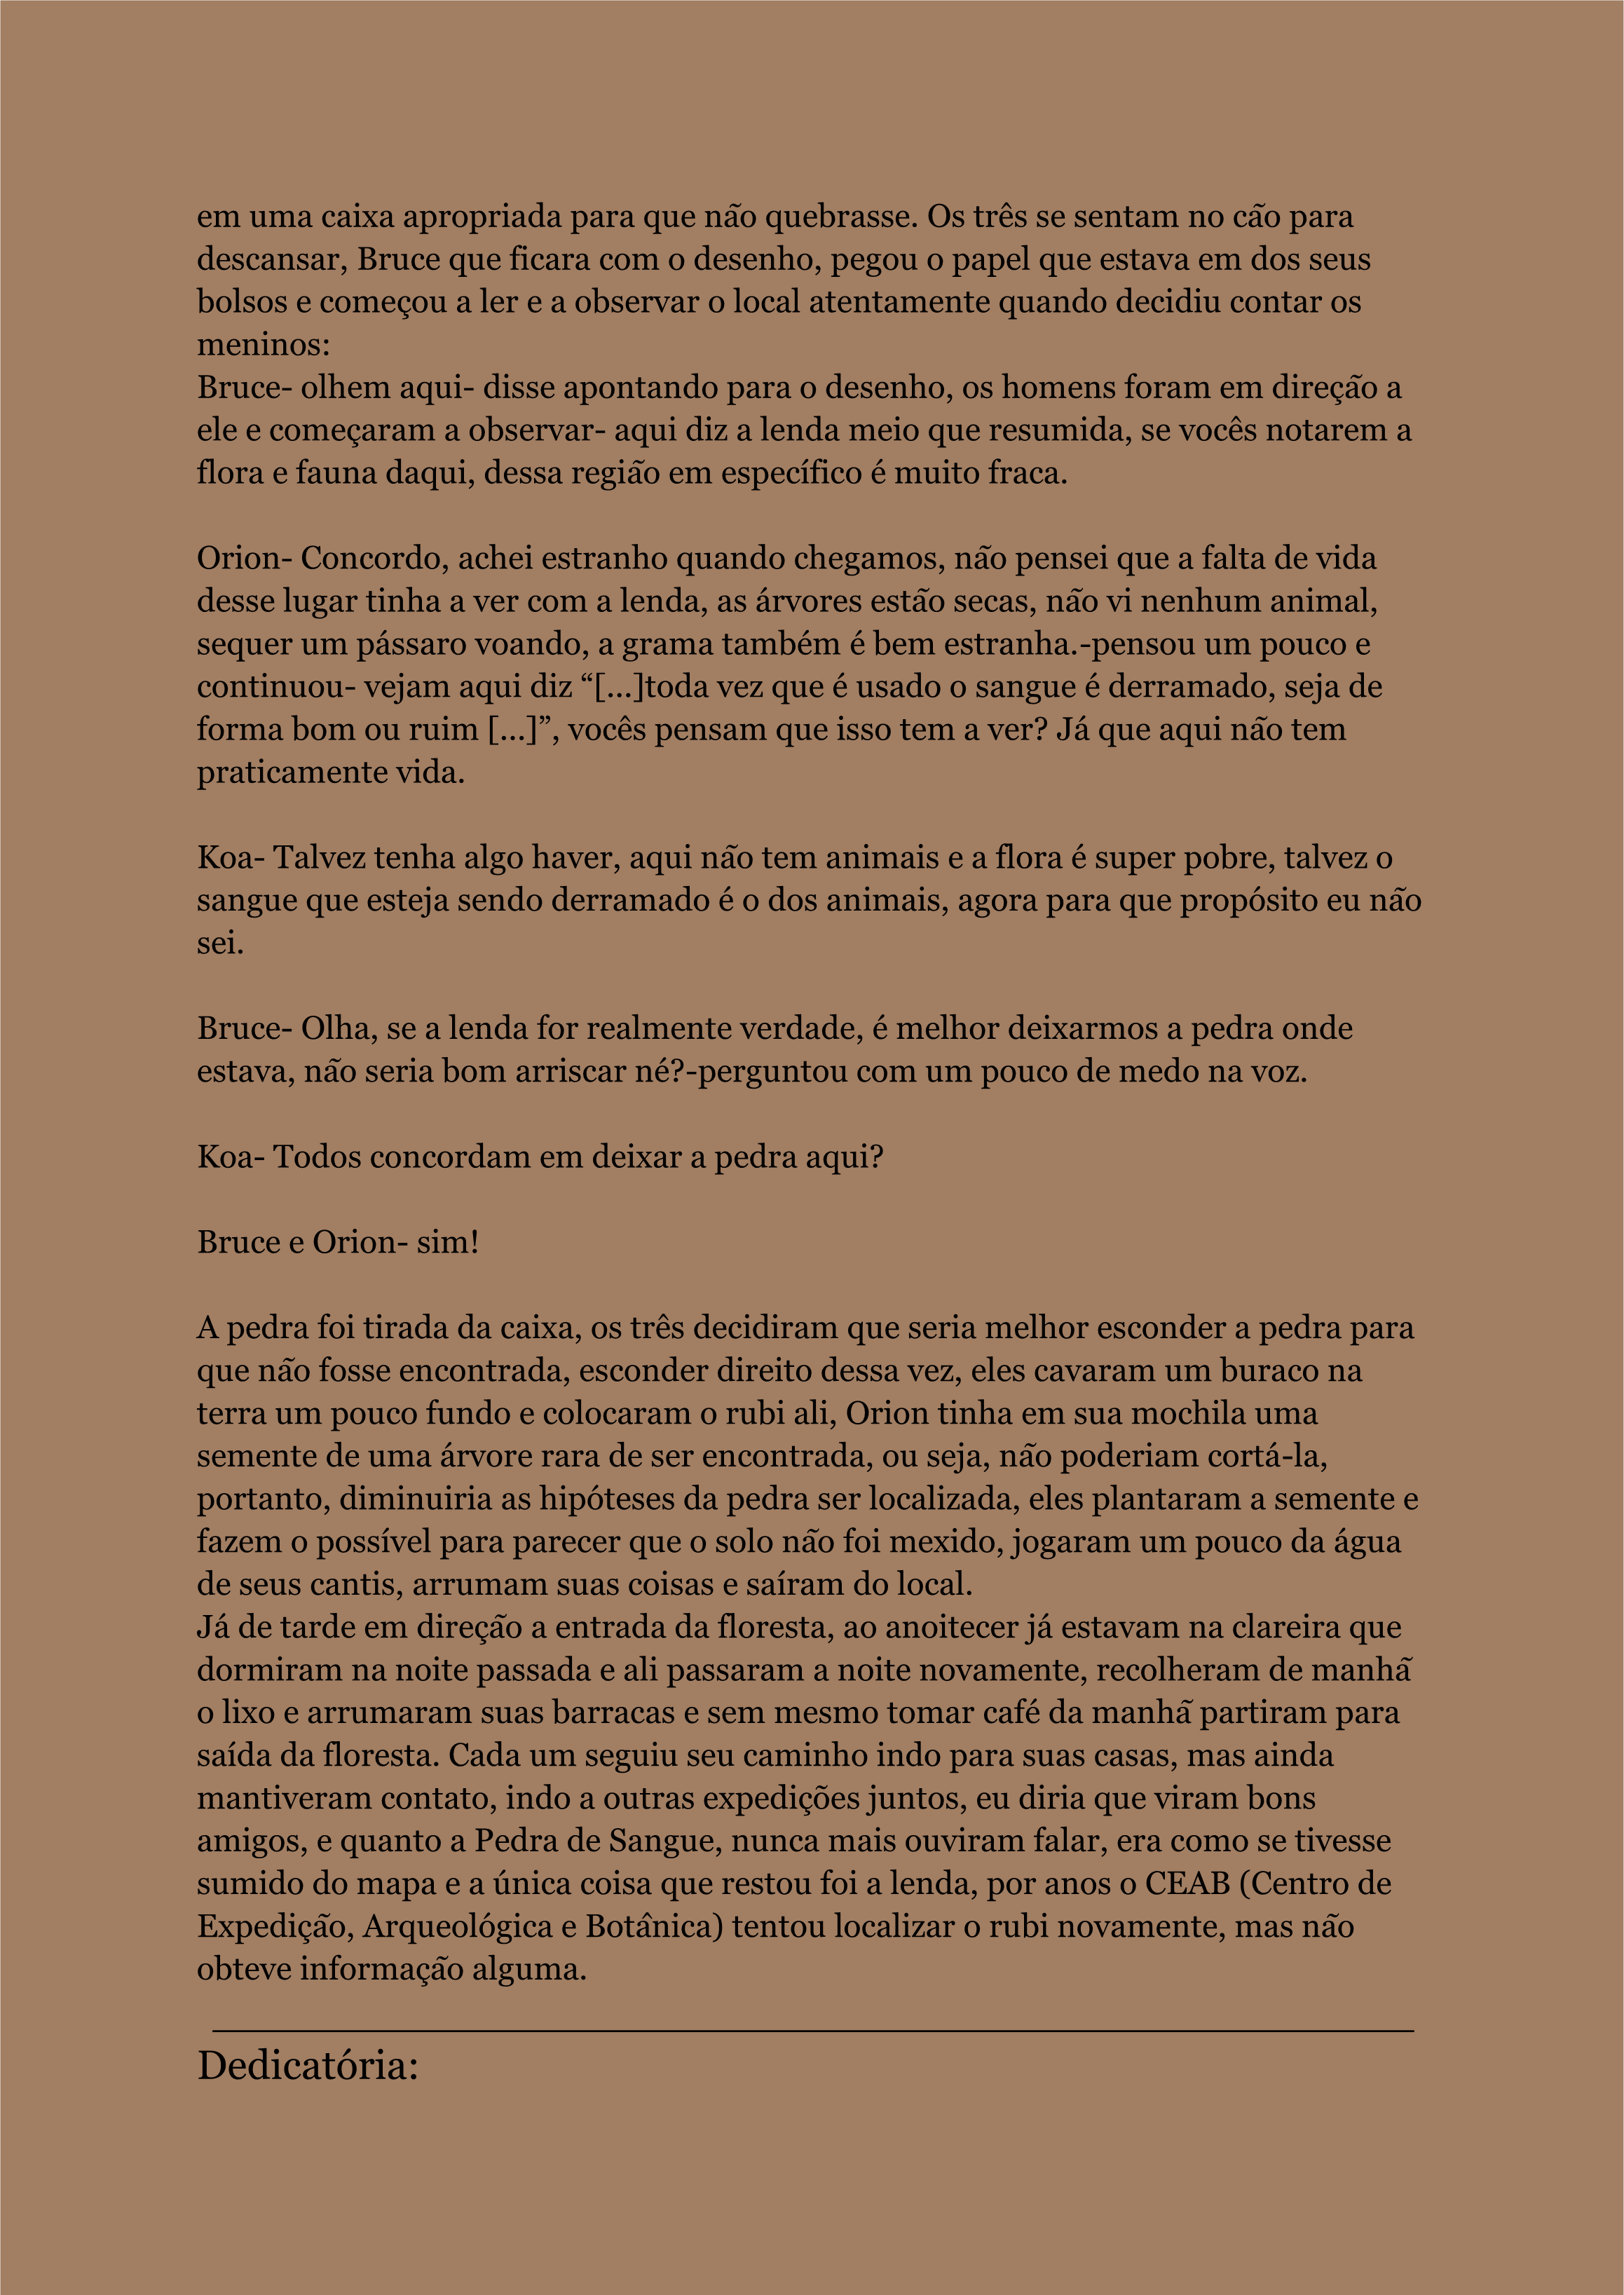 em uma caixa apropriada para que não quebrasse. Os três se sentam no cão para
descansar, Bruce que ficara com o desenho, pegou o papel que estava em dos seus
bolsos e começou a ler e a observar o local atentamente quando decidiu contar os
meninos:
Bruce- olhem aqui- disse apontando para o desenho, os homens foram em direção a
ele e começaram a observar- aqui diz a lenda meio que resumida, se vocês notarem a
flora e fauna daqui, dessa região em específico é muito fraca.
Orion- Concordo, achei estranho quando chegamos, não pensei que a falta de vida
desse lugar tinha a ver com a lenda, as árvores estão secas, não vi nenhum animal,
sequer um pássaro voando, a grama também é bem estranha.-pensou um pouco e
continuou- vejam aqui diz “[...]toda vez que é usado o sangue é derramado, seja de
forma bom ou ruim [...]”, vocês pensam que isso tem a ver? Já que aqui não tem
praticamente vida.
Koa- Talvez tenha algo haver, aqui não tem animais e a flora é super pobre, talvez o
sangue que esteja sendo derramado é o dos animais, agora para que propósito eu não
sei.
Bruce- Olha, se a lenda for realmente verdade, é melhor deixarmos a pedra onde
estava, não seria bom arriscar né?-perguntou com um pouco de medo na voz.
Koa- Todos concordam em deixar a pedra aqui?
Bruce e Orion- sim!
A pedra foi tirada da caixa, os três decidiram que seria melhor esconder a pedra para
que não fosse encontrada, esconder direito dessa vez, eles cavaram um buraco na
terra um pouco fundo e colocaram o rubi ali, Orion tinha em sua mochila uma
semente de uma árvore rara de ser encontrada, ou seja, não poderiam cortá-la,
portanto, diminuiria as hipóteses da pedra ser localizada, eles plantaram a semente e
fazem o possível para parecer que o solo não foi mexido, jogaram um pouco da água
de seus cantis, arrumam suas coisas e saíram do local.
Já de tarde em direção a entrada da floresta, ao anoitecer já estavam na clareira que
dormiram na noite passada e ali passaram a noite novamente, recolheram de manhã
o lixo e arrumaram suas barracas e sem mesmo tomar café da manhã partiram para
saída da floresta. Cada um seguiu seu caminho indo para suas casas, mas ainda
mantiveram contato, indo a outras expedições juntos, eu diria que viram bons
amigos, e quanto a Pedra de Sangue, nunca mais ouviram falar, era como se tivesse
sumido do mapa e a única coisa que restou foi a lenda, por anos o CEAB (Centro de
Expedição, Arqueológica e Botânica) tentou localizar o rubi novamente, mas não
obteve informação alguma.
Dedicatória: